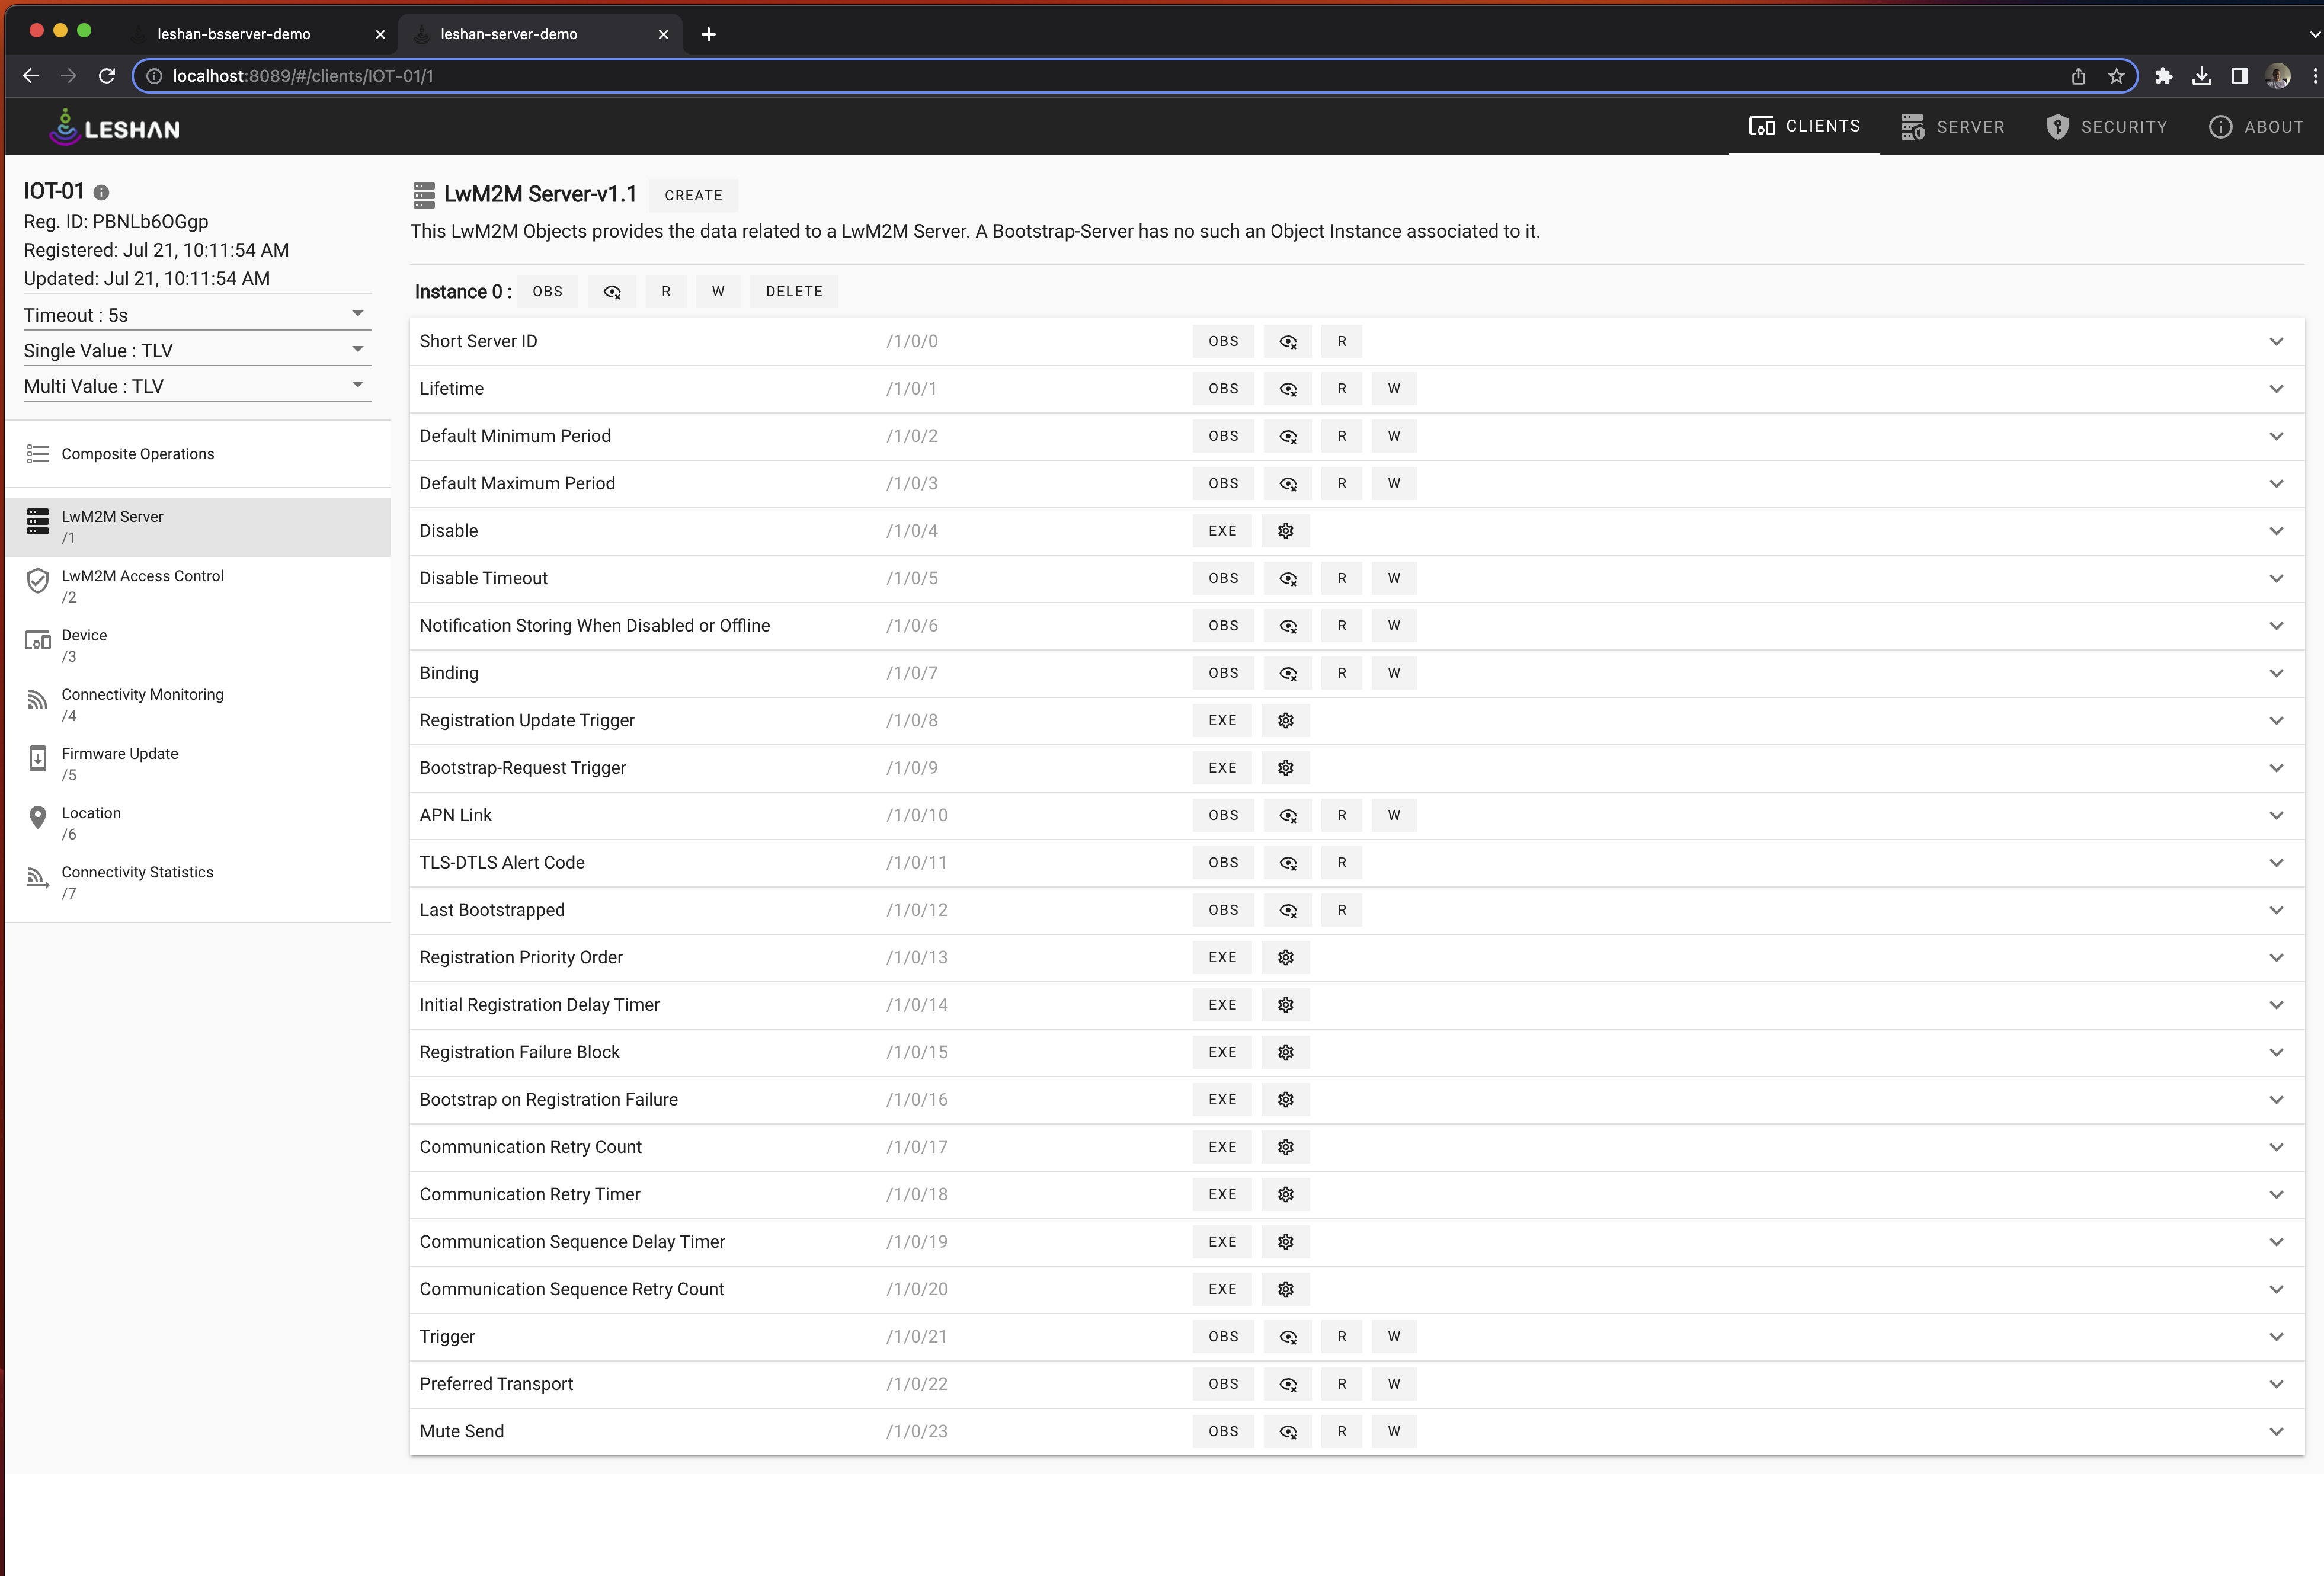 leshan-bsserver-demo
leshan-server-demo
localhost:8089/#/clients/IOT-01/1
LESHAN
CLIENTS
SERVER
SECURITY
ABOUT
IOT-01
Reg. ID: PBNLb6OGgp
Registered: Jul 21, 10:11:54 AM
Updated: Jul 21, 10:11:54 AM
Timeout : 5s
Single Value : TLV
Multi Value : TLV
Composite Operations
LwM2M Server
/1
LwM2M Access Control
/2
Device
/3
Connectivity Monitoring
/4
Firmware Update
/5
Location
/6
Connectivity Statistics
/7
LwM2M Server-v1.1 CREATE
This LwM2M Objects provides the data related to a LwM2M Server. A Bootstrap-Server has no such an Object Instance associated to it.
Instance 0 : OBS R W DELETE
Short Server ID /1/0/0 OBS R
Lifetime /1/0/1 OBS R W
Default Minimum Period /1/0/2 OBS R W
Default Maximum Period /1/0/3 OBS R W
Disable /1/0/4 EXE
Disable Timeout /1/0/5 OBS R W
Notification Storing When Disabled or Offline /1/0/6 OBS R W
Binding /1/0/7 OBS R W
Registration Update Trigger /1/0/8 EXE
Bootstrap-Request Trigger /1/0/9 EXE
APN Link /1/0/10 OBS R W
TLS-DTLS Alert Code /1/0/11 OBS R
Last Bootstrapped /1/0/12 OBS R
Registration Priority Order /1/0/13 EXE
Initial Registration Delay Timer /1/0/14 EXE
Registration Failure Block /1/0/15 EXE
Bootstrap on Registration Failure /1/0/16 EXE
Communication Retry Count /1/0/17 EXE
Communication Retry Timer /1/0/18 EXE
Communication Sequence Delay Timer /1/0/19 EXE
Communication Sequence Retry Count /1/0/20 EXE
Trigger /1/0/21 OBS R W
Preferred Transport /1/0/22 OBS R W
Mute Send /1/0/23 OBS R W